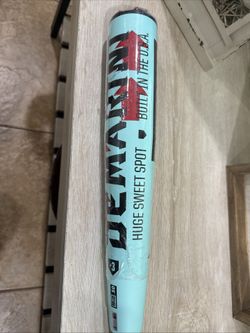 DEMARINI
HUGE SWEET SPOT
BUILT IN THE U.S.A.